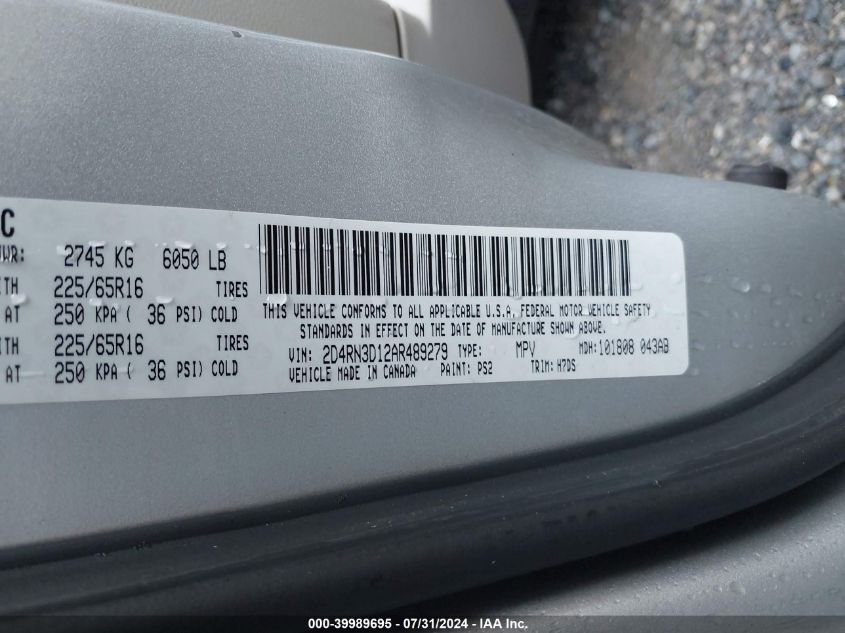 C
WR: 2745 KG 6050 LB
TH 225/65R16 TIRES
AT 250 KPA ( 36 PSI) COLD
TH 225/65R16 TIRES
AT 250 KPA ( 36 PSI) COLD
THIS VEHICLE CONFORMS TO ALL APPLICABLE U.S.A. FEDERAL MOTOR VEHICLE SAFETY
STANDARDS IN EFFECT ON THE DATE OF MANUFACTURE SHOWN ABOVE.
VIN: 2D4RN3D12AR489279 TYPE: MPV MDH:101808 043AB
VEHICLE MADE IN CANADA PAINT: PS2 TRIM: H7DS
000-39989695 - 07/31/2024 - IAA Inc.